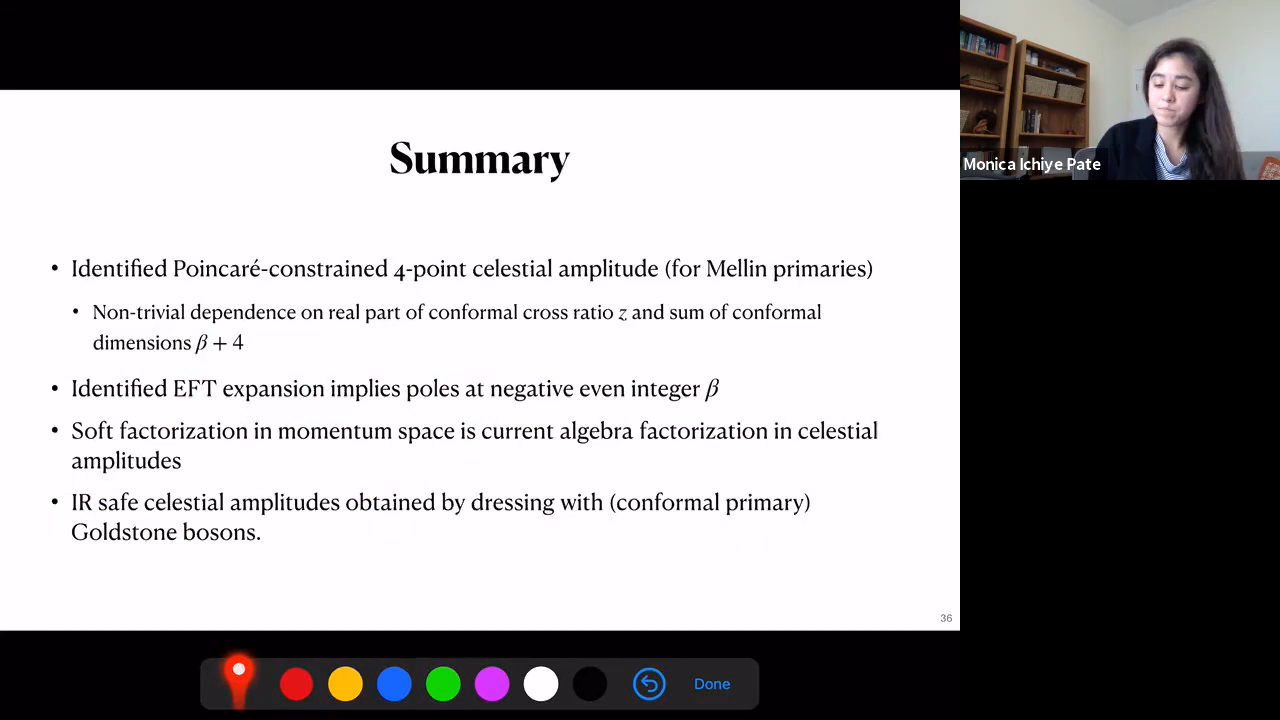 Summary
Monica Ichiye Pate
• Identified Poincaré-constrained 4-point celestial amplitude (for Mellin primaries)
• Non-trivial dependence on real part of conformal cross ratio z and sum of conformal
dimensions β + 4
• Identified EFT expansion implies poles at negative even integer β
• Soft factorization in momentum space is current algebra factorization in celestial
amplitudes
• IR safe celestial amplitudes obtained by dressing with (conformal primary)
Goldstone bosons.
36
Done